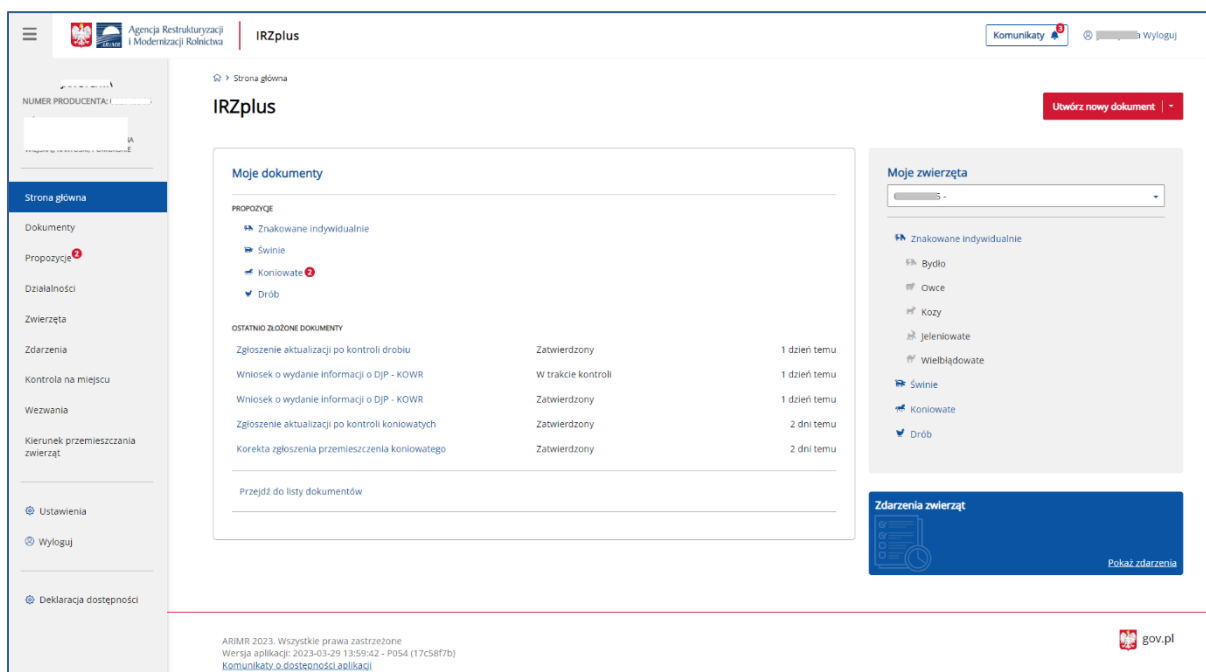 Agencja Restrukturyzacji
i Modernizacji Rolnictwa
IRZplus
Komunikaty 3
Wyloguj
NUMER PRODUCENTA:
Strona główna
Dokumenty
Propozycje 2
Działalności
Zwierzęta
Zdarzenia
Kontrola na miejscu
Wezwania
Kierunek przemieszczania
zwierząt
Ustawienia
Wyloguj
Deklaracja dostępności
> Strona główna
IRZplus
Utwórz nowy dokument
Moje dokumenty
PROPOZYCJE
Znakowane indywidualnie
Świnie
Koniowate 2
Drób
OSTATNIO ZŁOŻONE DOKUMENTY
Zgłoszenie aktualizacji po kontroli drobiu Zatwierdzony 1 dzień temu
Wniosek o wydanie informacji o DJP - KOWR W trakcie kontroli 1 dzień temu
Wniosek o wydanie informacji o DJP - KOWR Zatwierdzony 1 dzień temu
Zgłoszenie aktualizacji po kontroli koniowatych Zatwierdzony 2 dni temu
Korekta zgłoszenia przemieszczenia koniowatego Zatwierdzony 2 dni temu
Przejdź do listy dokumentów
Moje zwierzęta
Znakowane indywidualnie
Bydło
Owce
Kozy
Jeleniowate
Wielbłądowate
Świnie
Koniowate
Drób
Zdarzenia zwierząt
Pokaż zdarzenia
ARIMR 2023. Wszystkie prawa zastrzeżone
Wersja aplikacji: 2023-03-29 13:59:42 - P054 (17c58f7b)
Komunikaty o dostępności aplikacji
gov.pl